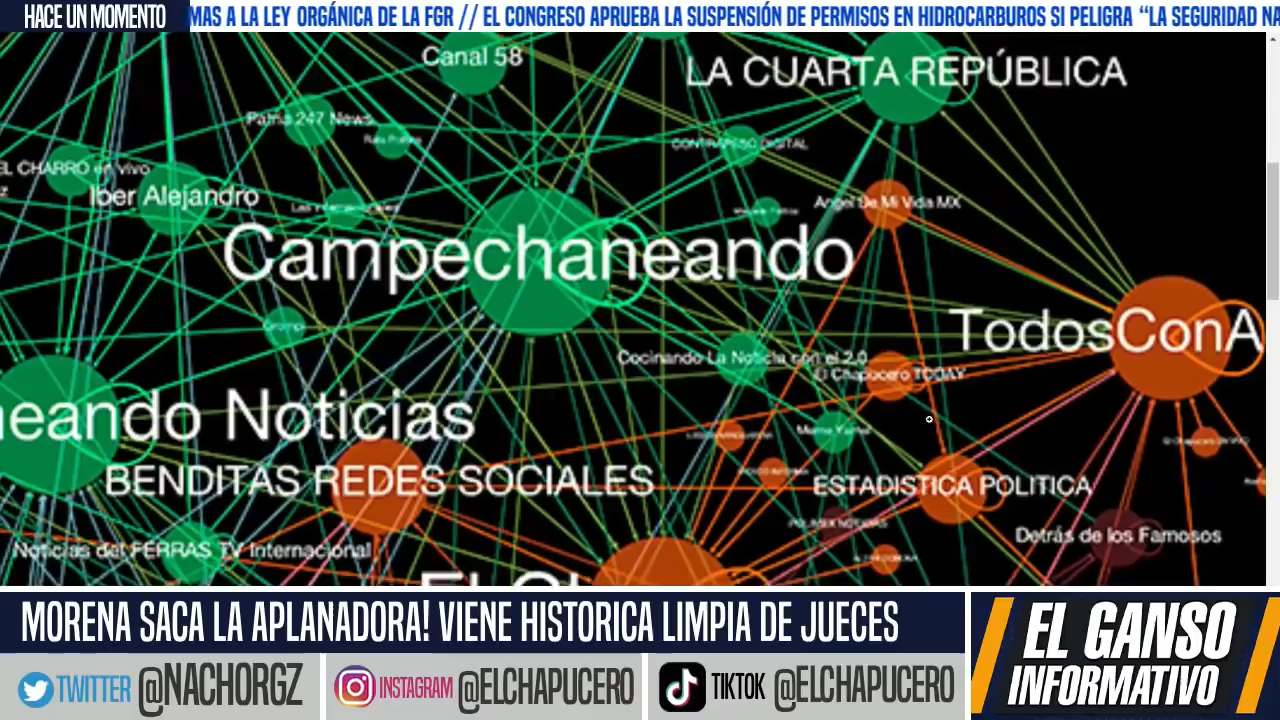 HACE UN MOMENTO
MAS A LA LEY ORGÁNICA DE LA FGR // EL CONGRESO APRUEBA LA SUSPENSIÓN DE PERMISOS EN HIDROCARBUROS SI PELIGRA “LA SEGURIDAD NA
Canal 58
LA CUARTA REPÚBLICA
Patria 247 News
CONTRAPESO DIGITAL
EL CHARRO en vivo
Iber Alejandro
Angel De Mi Vida MX
Campechaneando
TodosConA
Cocinando La Noticia con el 2.0
El Chapucero TODAY
neando Noticias
BENDITAS REDES SOCIALES
ESTADISTICA POLITICA
Detrás de los Famosos
Noticias del FERRAS TV Internacional
MORENA SACA LA APLANADORA! VIENE HISTORICA LIMPIA DE JUECES
EL GANSO
INFORMATIVO
TWITTER @NACHORGZ
INSTAGRAM @ELCHAPUCERO
TIKTOK @ELCHAPUCERO